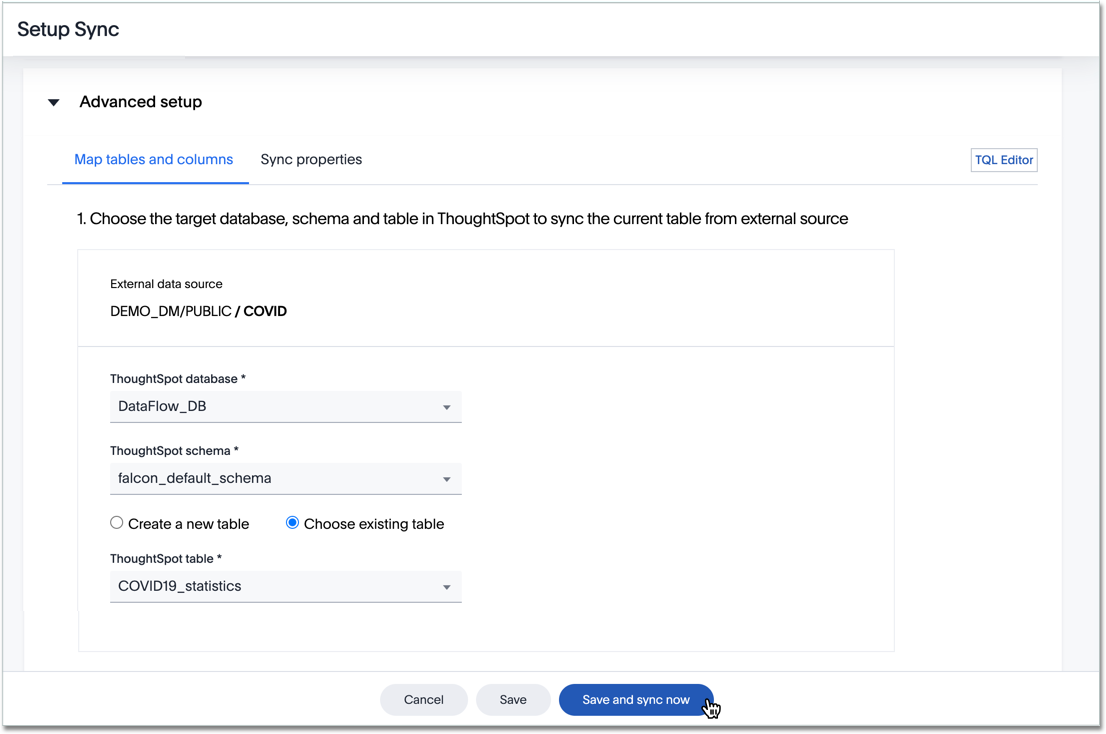 Setup Sync
Advanced setup
Map tables and columns
Sync properties
TQL Editor
1. Choose the target database, schema and table in ThoughtSpot to sync the current table from external source
External data source
DEMO_DM/PUBLIC / COVID
ThoughtSpot database *
DataFlow_DB
ThoughtSpot schema *
falcon_default_schema
Create a new table
Choose existing table
ThoughtSpot table *
COVID19_statistics
Cancel
Save
Save and sync now